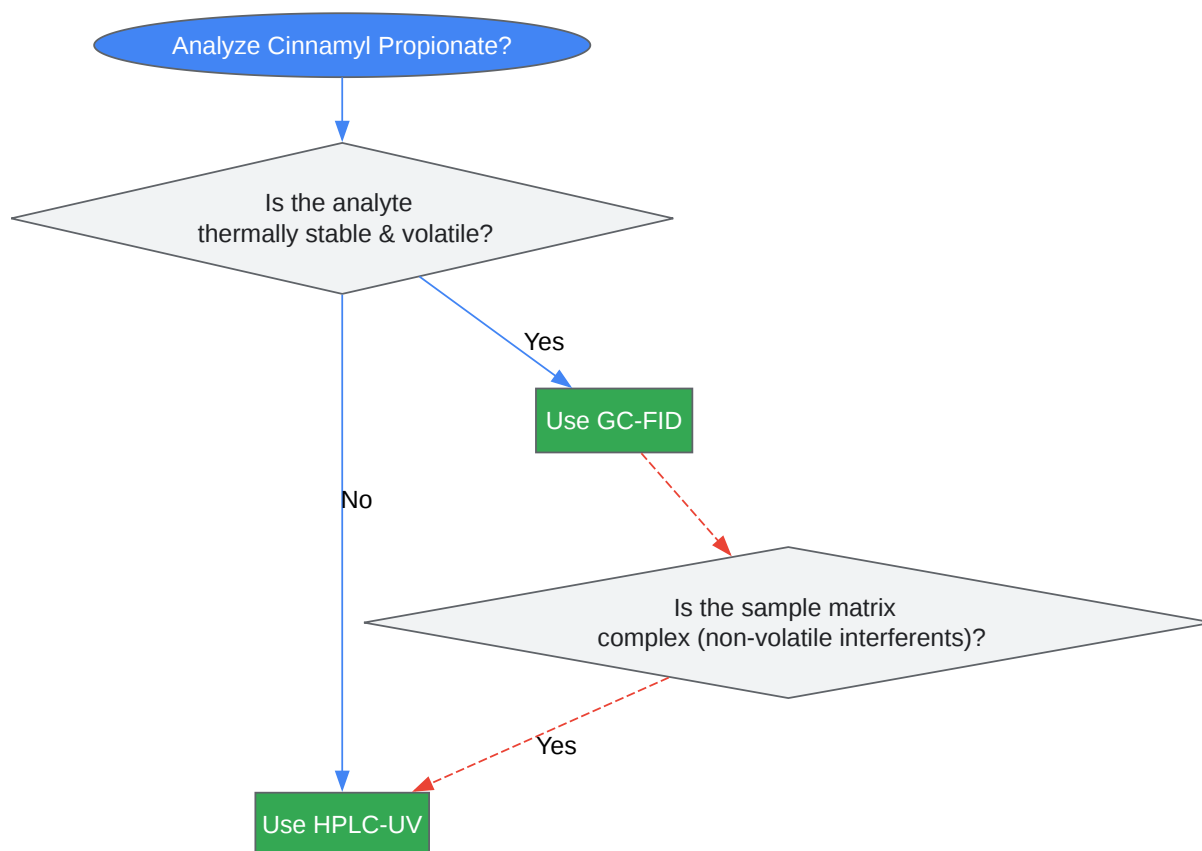 Analyze Cinnamyl Propionate?
Is the analyte
thermally stable & volatile?
Yes
Use GC-FID
No
Is the sample matrix
complex (non-volatile interferents)?
Yes
Use HPLC-UV